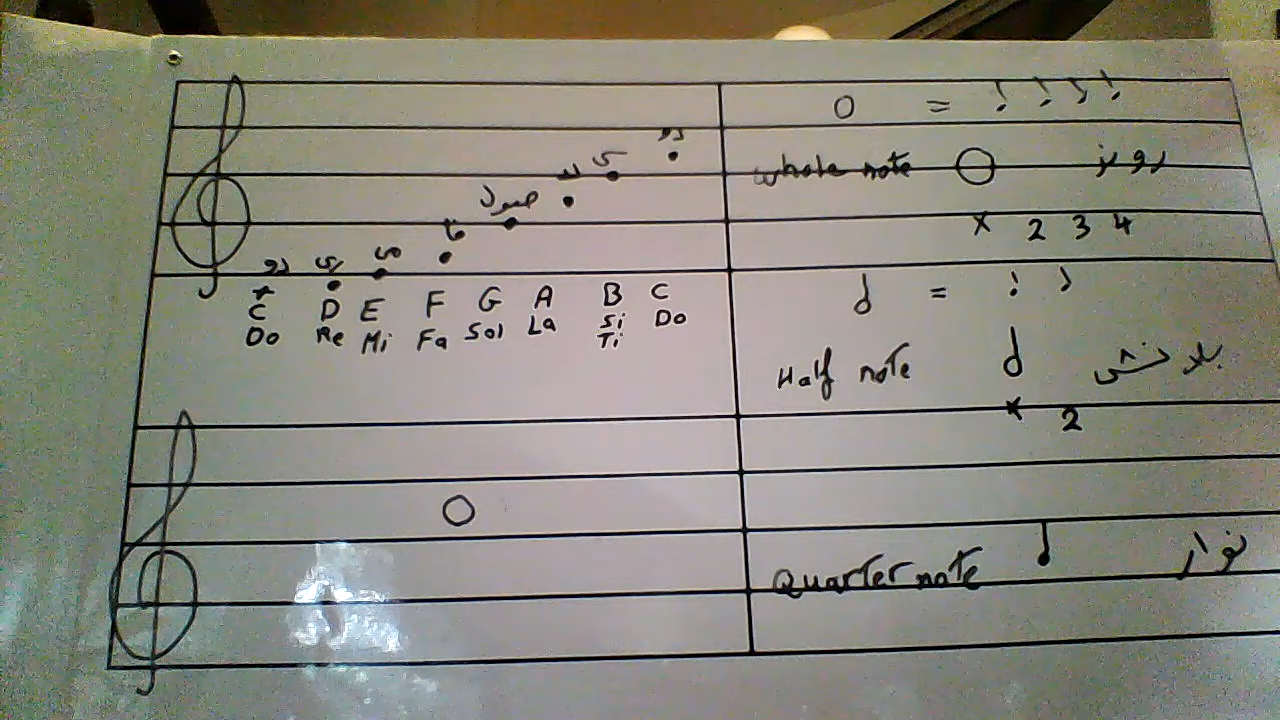 دو ری می فا صول لا سی دو
C D E F G A B C
Do Re Mi Fa Sol La Si Do
Ti
=
whole note روند
× 2 3 4
=
Half note بلانش
× 2
Quarter note نوار